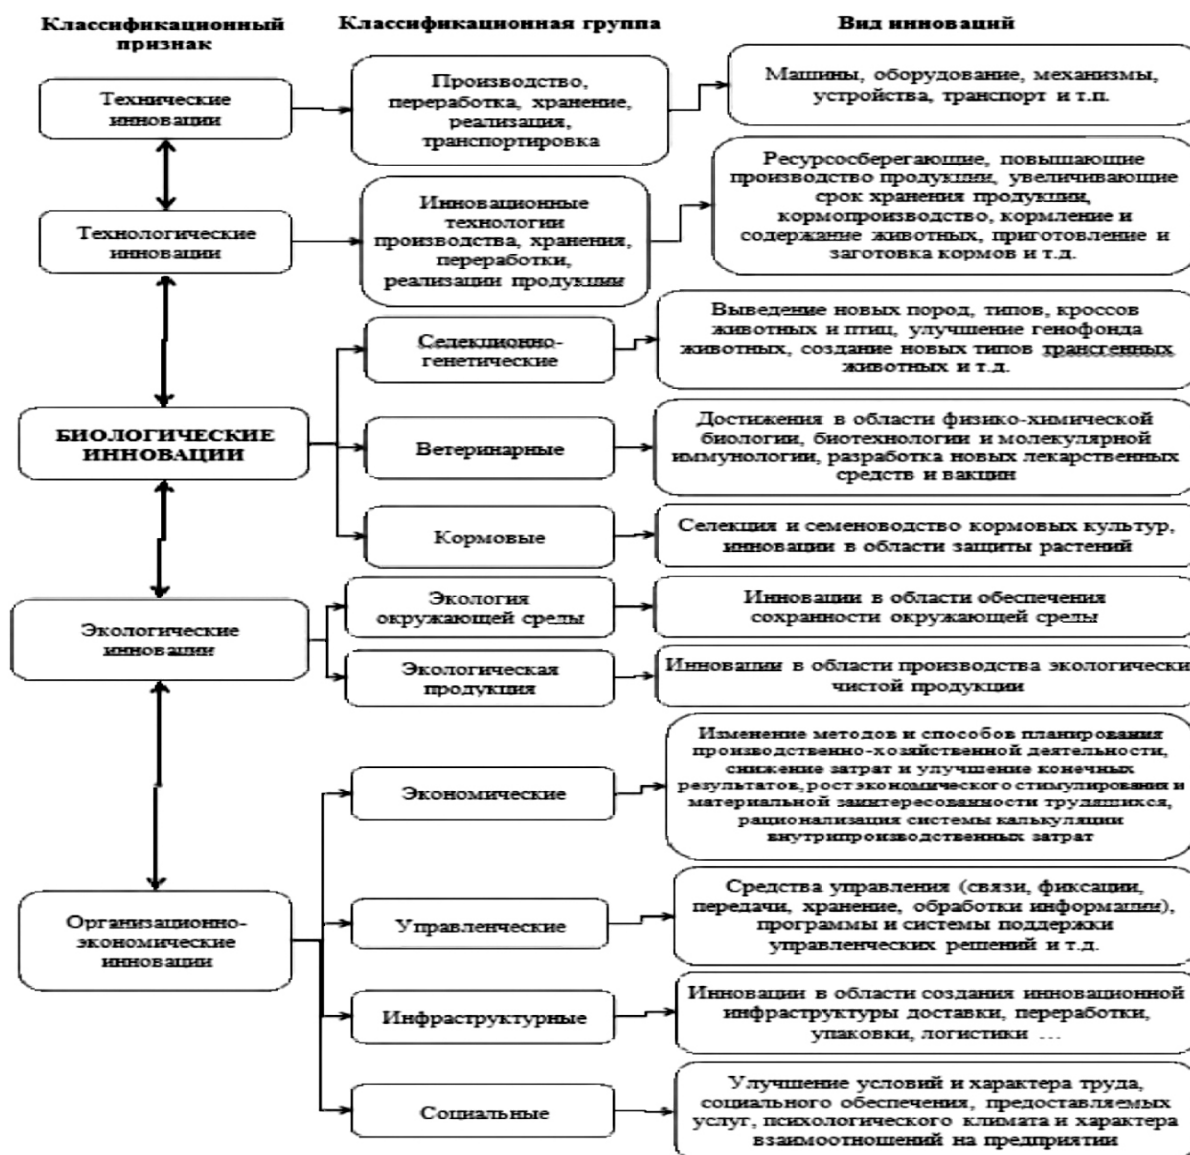 Классификационный
признак
Классификационная группа
Вид инноваций
Технические
инновации
Производство,
переработка, хранение,
реализация,
транспортировка
Машины, оборудование, механизмы,
устройства, транспорт и т.п.
Технологические
инновации
Инновационные
технологии
производства, хранения,
переработки,
реализации продукции
Ресурсосберегающие, повышающие
производство продукции, увеличивающие
срок хранения продукции,
кормопроизводство, кормление и
содержание животных, приготовление и
заготовка кормов и т.д.
БИОЛОГИЧЕСКИЕ
ИННОВАЦИИ
Селекционно-
генетические
Выведение новых пород, типов, кроссов
животных и птиц, улучшение генофонда
животных, создание новых типов трансгенных
животных и т.д.
Ветеринарные
Достижения в области физико-химической
биологии, биотехнологии и молекулярной
иммунологии, разработка новых лекарственных
средств и вакцин
Кормовые
Селекция и семеноводство кормовых культур,
инновации в области защиты растений
Экологические
инновации
Экология
окружающей среды
Инновации в области обеспечения
сохранности окружающей среды
Экологическая
продукция
Инновации в области производства экологически
чистой продукции
Организационно-
экономические
инновации
Экономические
Изменение методов и способов планирования
производственно-хозяйственной деятельности,
снижение затрат и улучшение конечных
результатов, рост экономического стимулирования и
материальной заинтересованности трудящихся,
рационализация системы калькуляции
внутрипроизводственных затрат
Управленческие
Средства управления (связи, фиксации,
передачи, хранение, обработки информации),
программы и системы поддержки
управленческих решений и т.д.
Инфраструктурные
Инновации в области создания инновационной
инфраструктуры доставки, переработки,
упаковки, логистики …
Социальные
Улучшение условий и характера труда,
социального обеспечения, предоставляемых
услуг, психологического климата и характера
взаимоотношений на предприятии